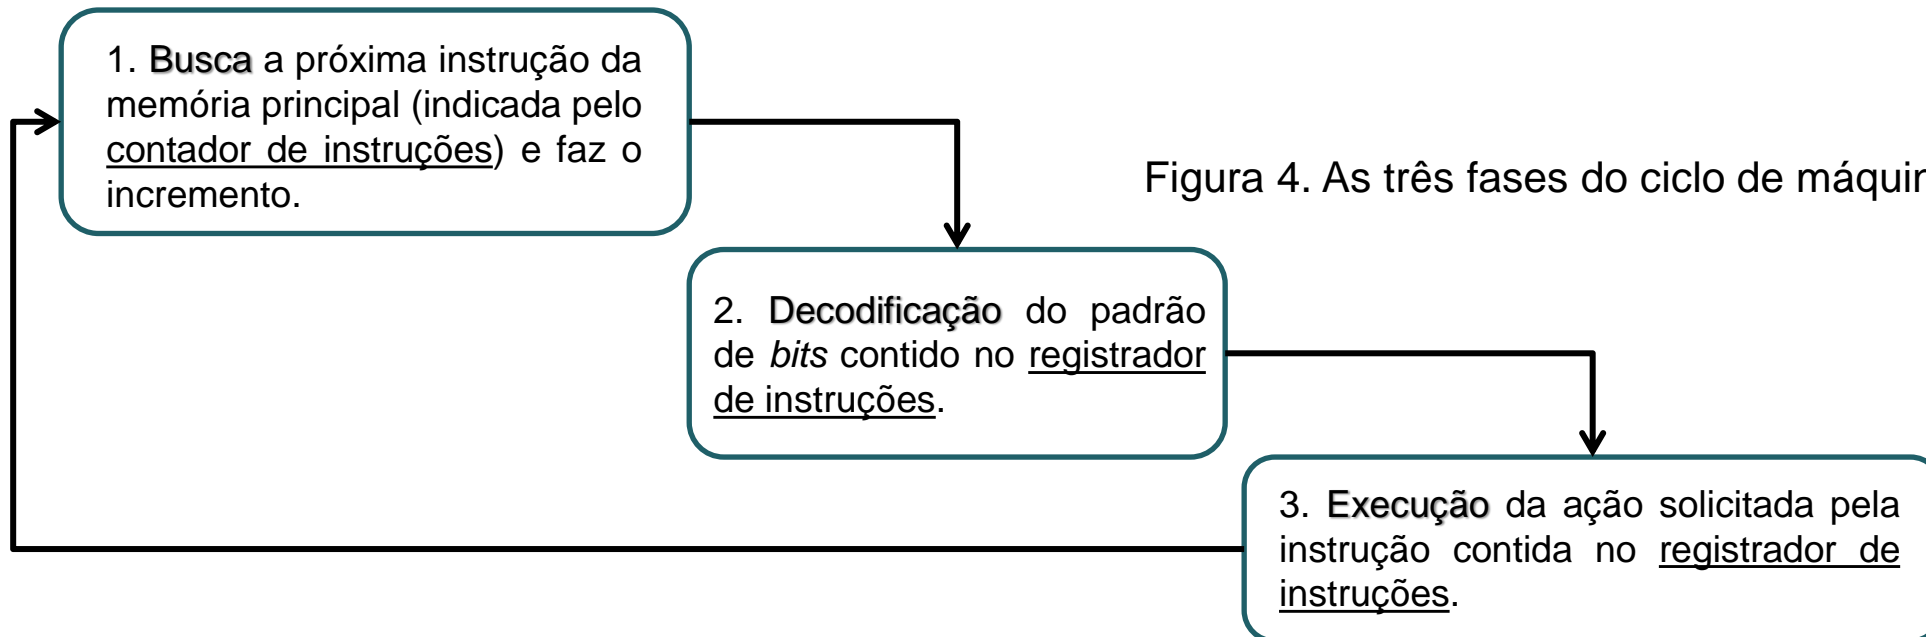 1. Busca a próxima instrução da
memória principal (indicada pelo
contador de instruções) e faz o
incremento.
Figura 4. As três fases do ciclo de máquin
2. Decodificação do padrão
de bits contido no registrador
de instruções.
3. Execução da ação solicitada pela
instrução contida no registrador de
instruções.